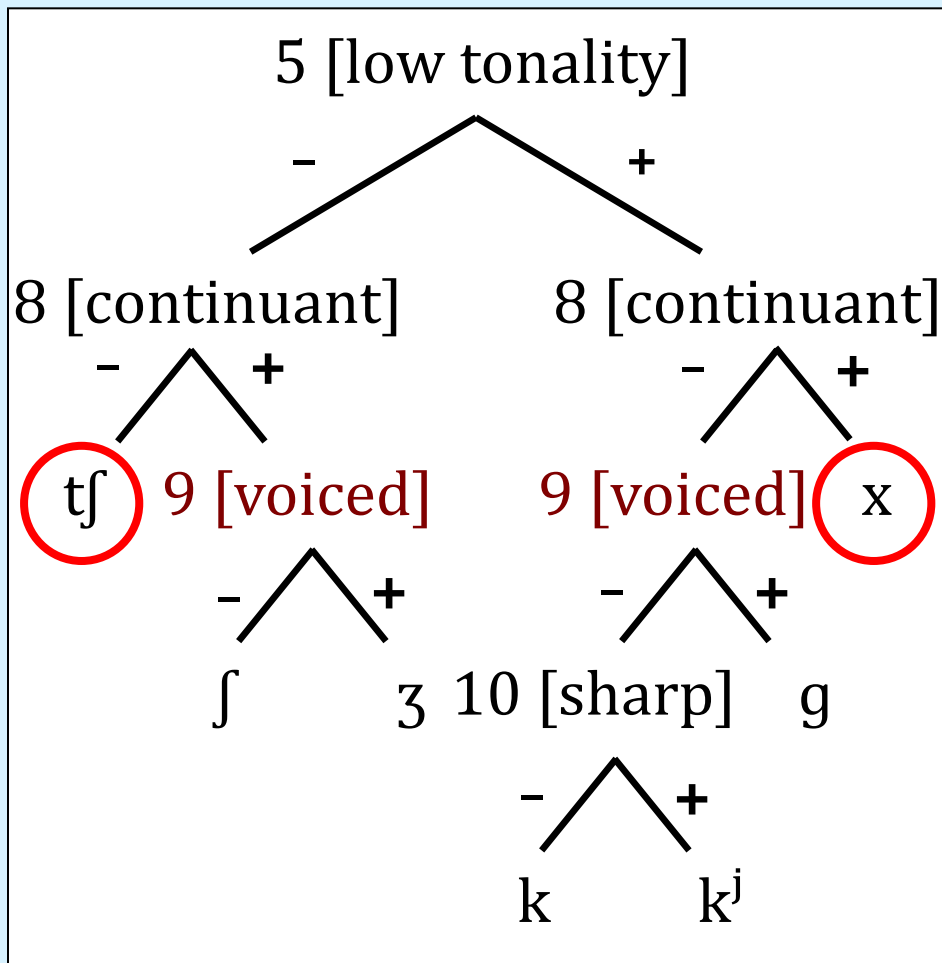 5 [low tonality]
– +
8 [continuant] 8 [continuant]
– + – +
tʃ 9 [voiced] 9 [voiced] x
– + – +
ʃ ʒ 10 [sharp] g
– +
k kʲ